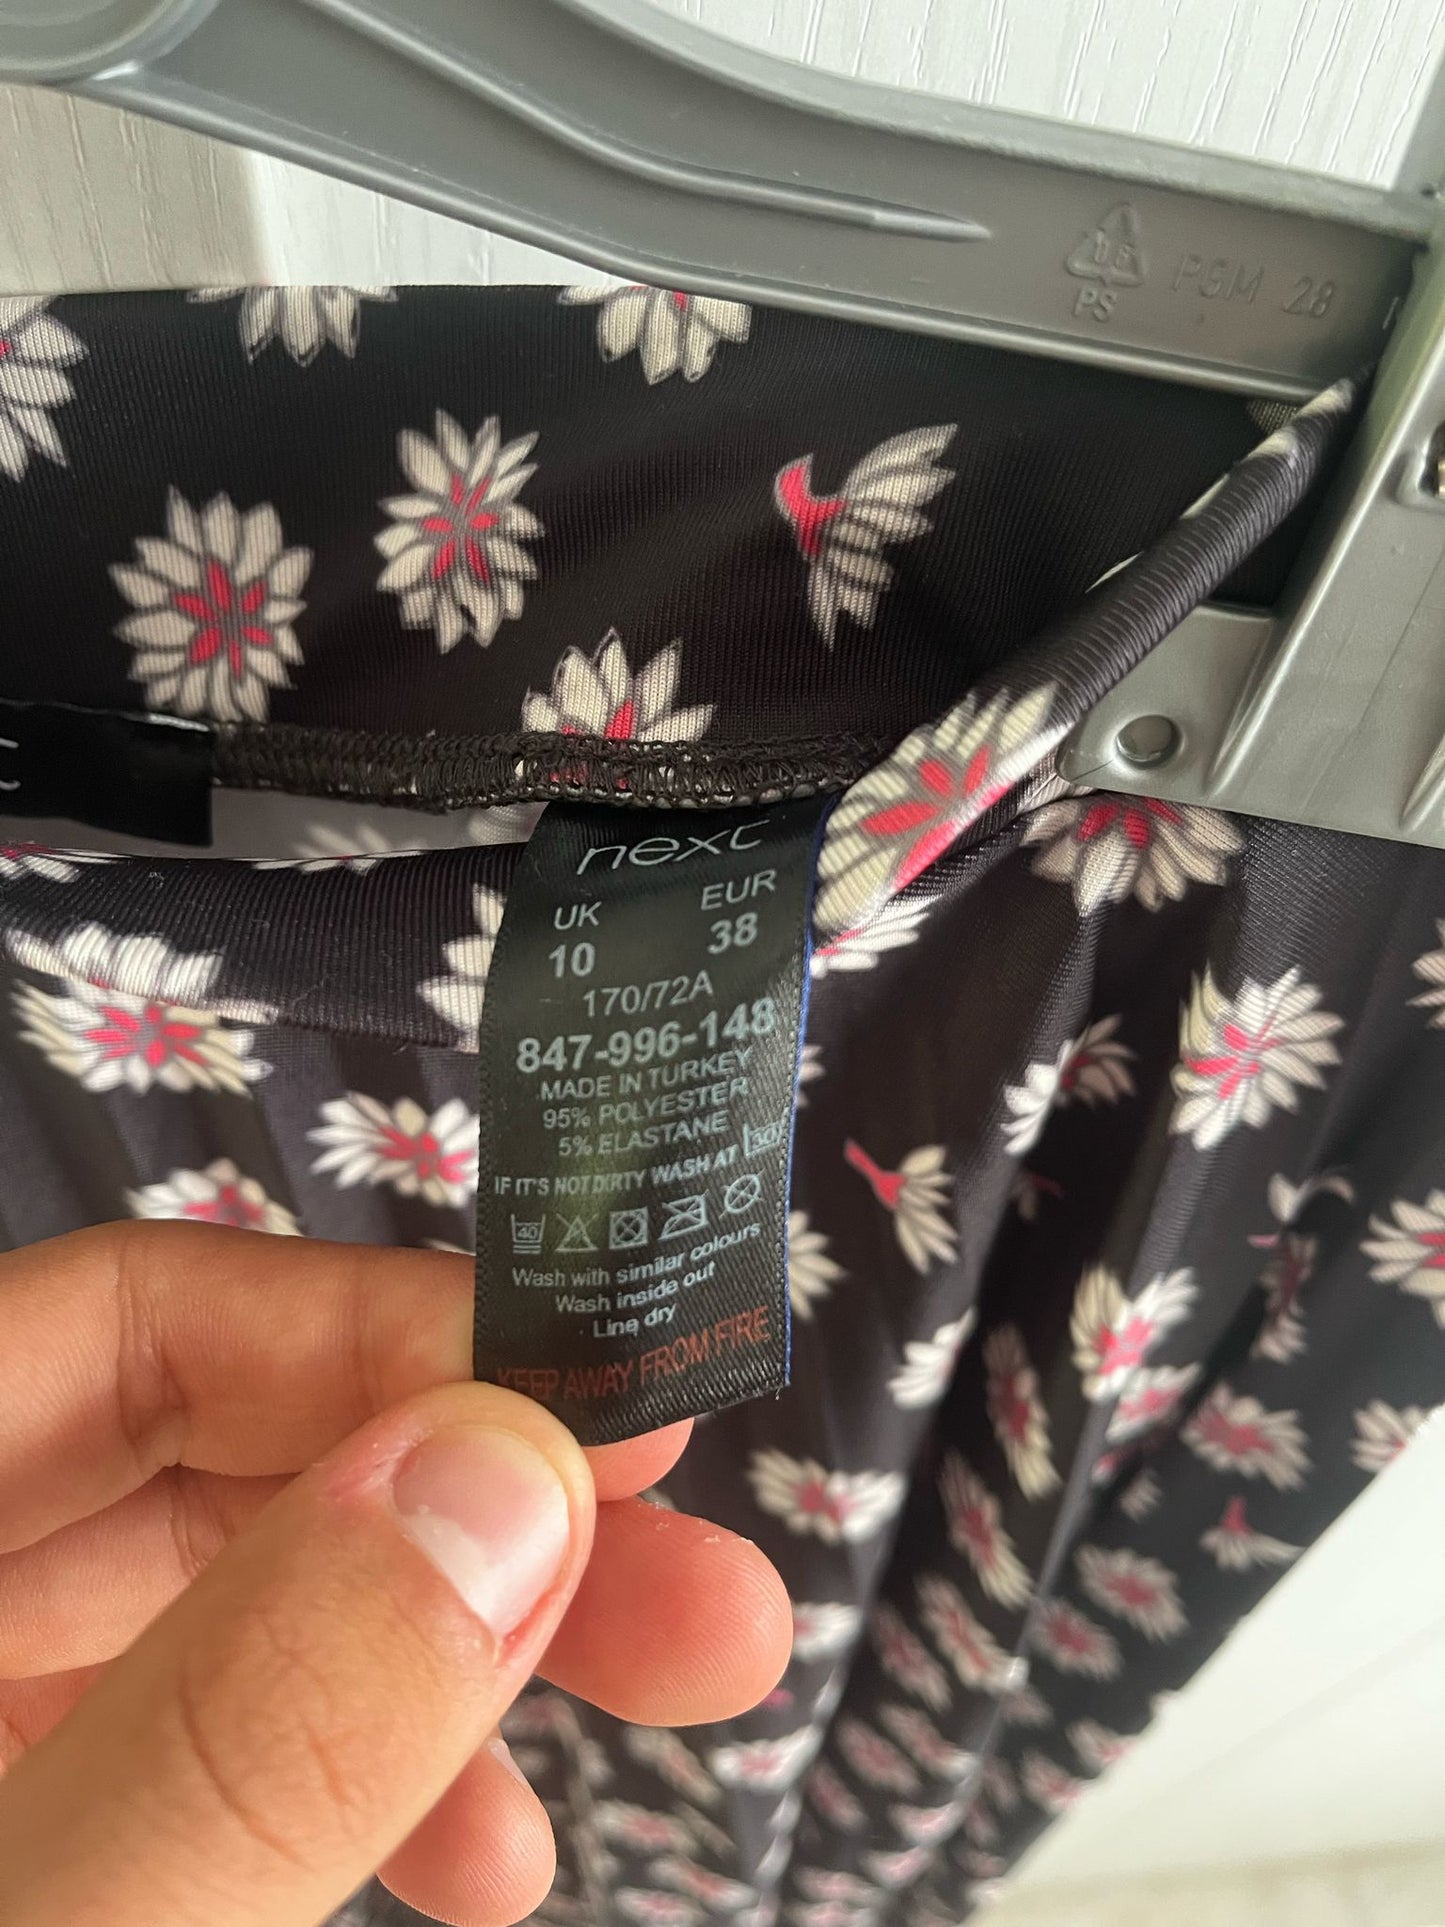 06
PS
PGM 28
next
UK EUR
10 38
170/72A
847-996-148
MADE IN TURKEY
95% POLYESTER
5% ELASTANE
IF IT'S NOT DIRTY WASH AT 30
40
Wash with similar colours
Wash inside out
Line dry
KEEP AWAY FROM FIRE